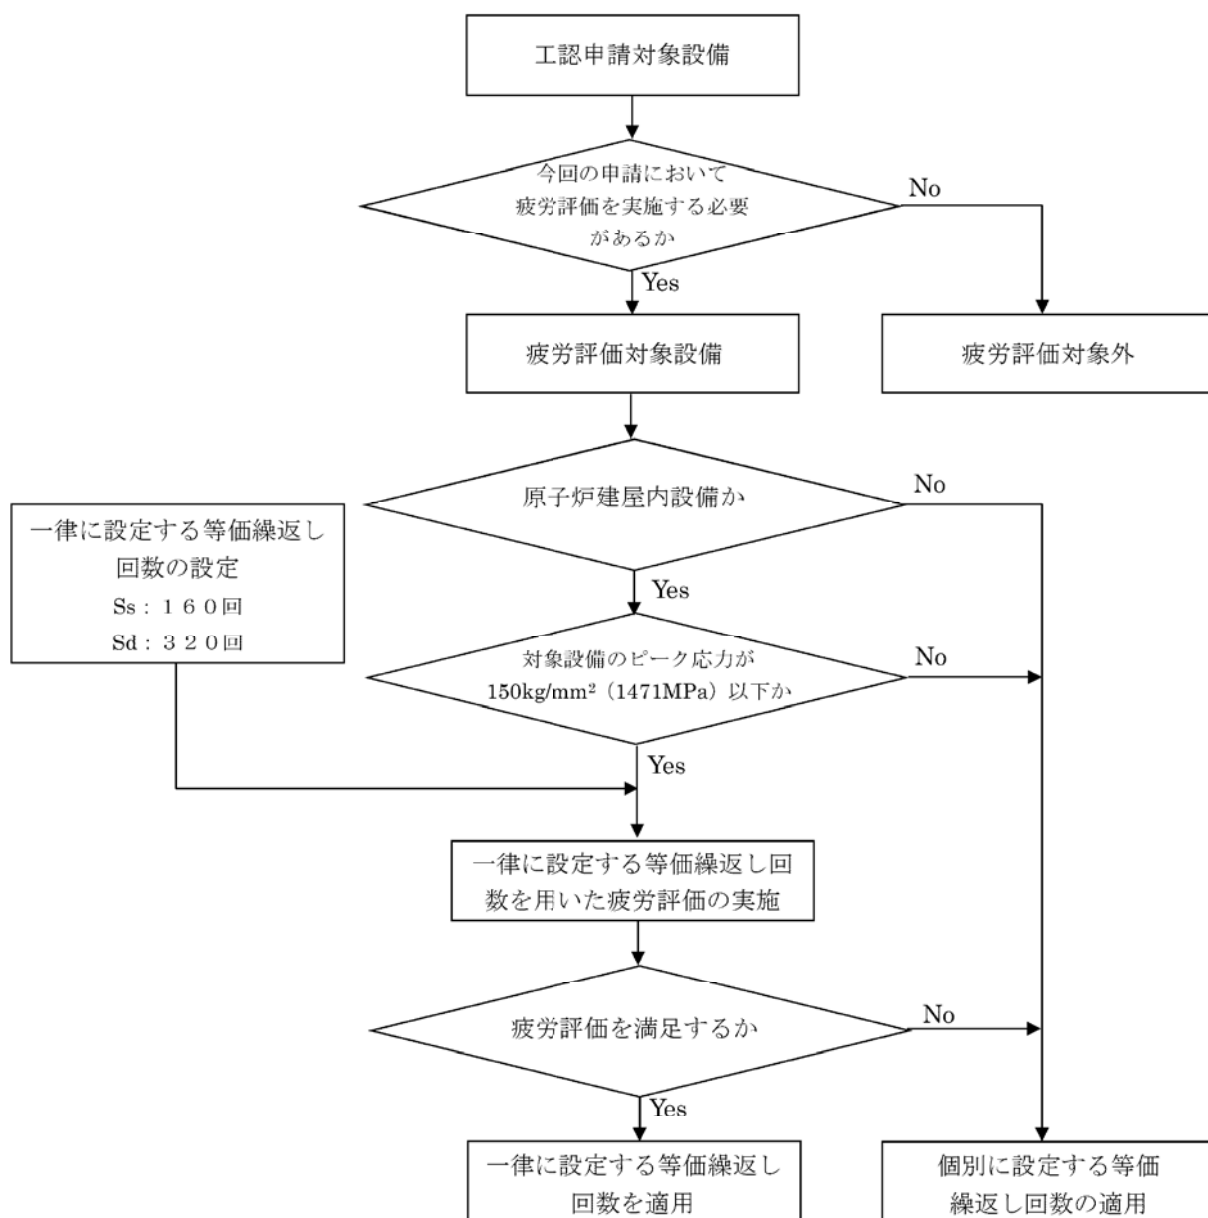 工認申請対象設備
今回の申請において
疲労評価を実施する必要
があるか
No
Yes
疲労評価対象設備
疲労評価対象外
原子炉建屋内設備か
No
Yes
一律に設定する等価繰返し
回数の設定
Ss：１６０回
Sd：３２０回
対象設備のピーク応力が
150kg/mm²（1471MPa）以下か
No
Yes
一律に設定する等価繰返し回
数を用いた疲労評価の実施
疲労評価を満足するか
No
Yes
一律に設定する等価繰返し
回数を適用
個別に設定する等価
繰返し回数の適用